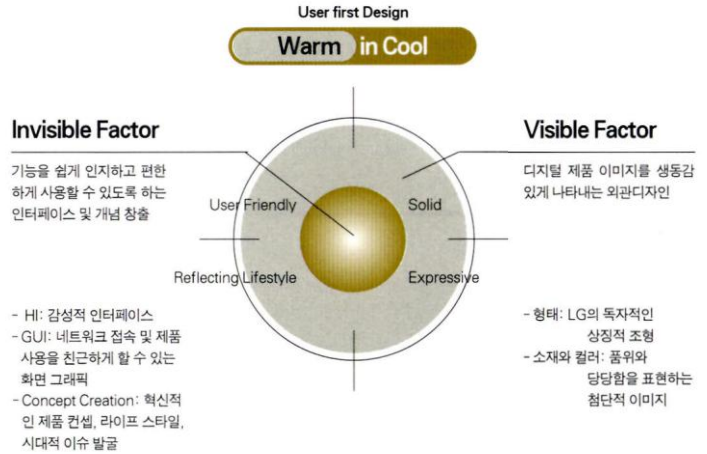 User first Design
Warm in Cool
Invisible Factor
기능을 쉽게 인지하고 편한
하게 사용할 수 있도록 하는
인터페이스 및 개념 창출
Visible Factor
디지털 제품 이미지를 생동감
있게 나타내는 외관디자인
User Friendly
Solid
Reflecting Lifestyle
Expressive
- HI: 감성적 인터페이스
- GUI: 네트워크 접속 및 제품
사용을 친근하게 할 수 있는
화면 그래픽
- Concept Creation: 혁신적
인 제품 컨셉, 라이프 스타일,
시대적 이슈 발굴
- 형태: LG의 독자적인
상징적 조형
- 소재와 컬러: 품위와
당당함을 표현하는
첨단적 이미지